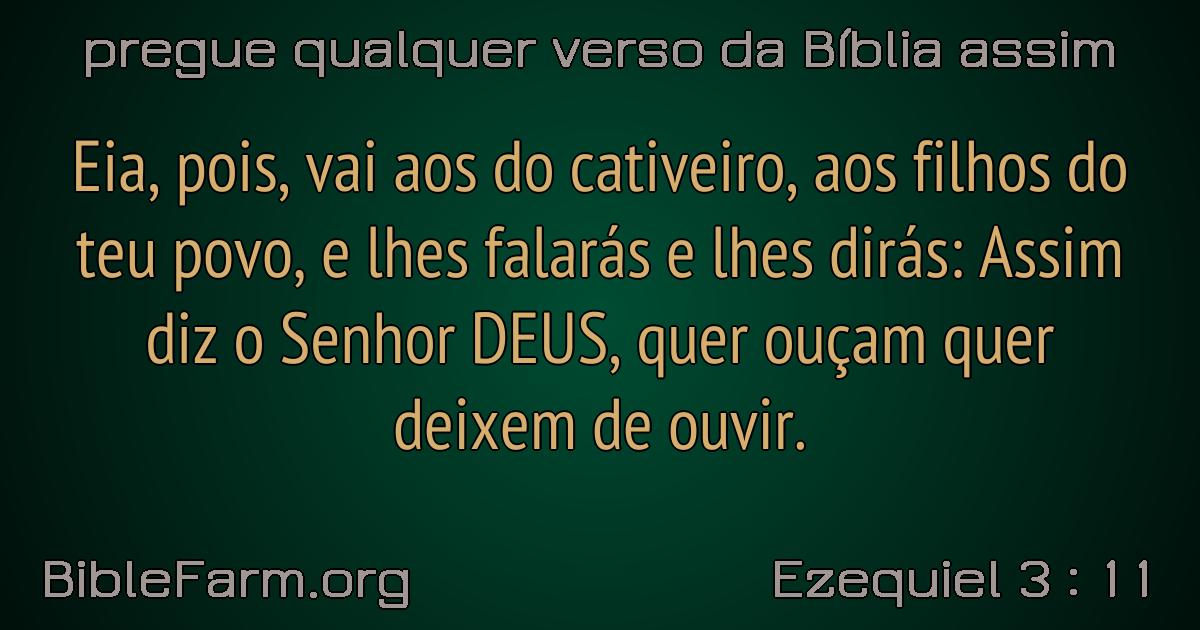 pregue qualquer verso da Bíblia assim
Eia, pois, vai aos do cativeiro, aos filhos do
teu povo, e lhes falarás e lhes dirás: Assim
diz o Senhor DEUS, quer ouçam quer
deixem de ouvir.
BibleFarm.org
Ezequiel 3 : 11